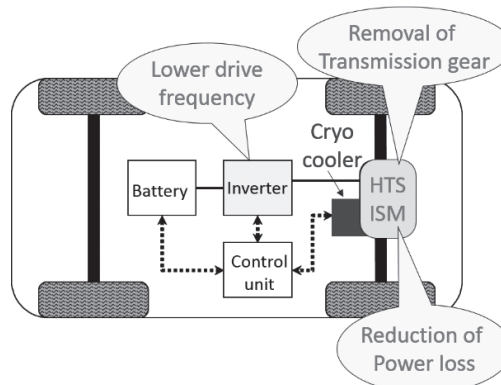 Removal of
Transmission gear
Lower drive
frequency
Cryo
cooler
Battery
Inverter
HTS
ISM
Control
unit
Reduction of
Power loss